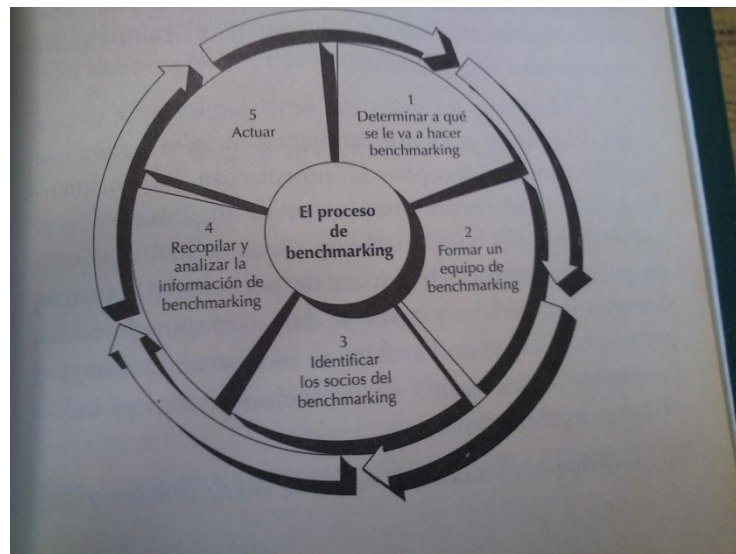 El proceso
de
benchmarking
1
Determinar a qué
se le va a hacer
benchmarking
2
Formar un
equipo de
benchmarking
3
Identificar
los socios del
benchmarking
4
Recopilar y
analizar la
información de
benchmarking
5
Actuar